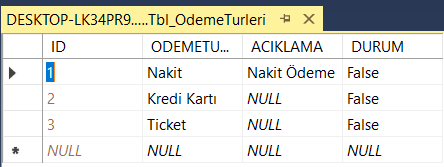 DESKTOP-LK34PR9.....Tbl_OdemeTurleri
ID ODEMETU... ACIKLAMA DURUM
1 Nakit Nakit Ödeme False
2 Kredi Kartı NULL False
3 Ticket NULL False
NULL NULL NULL NULL